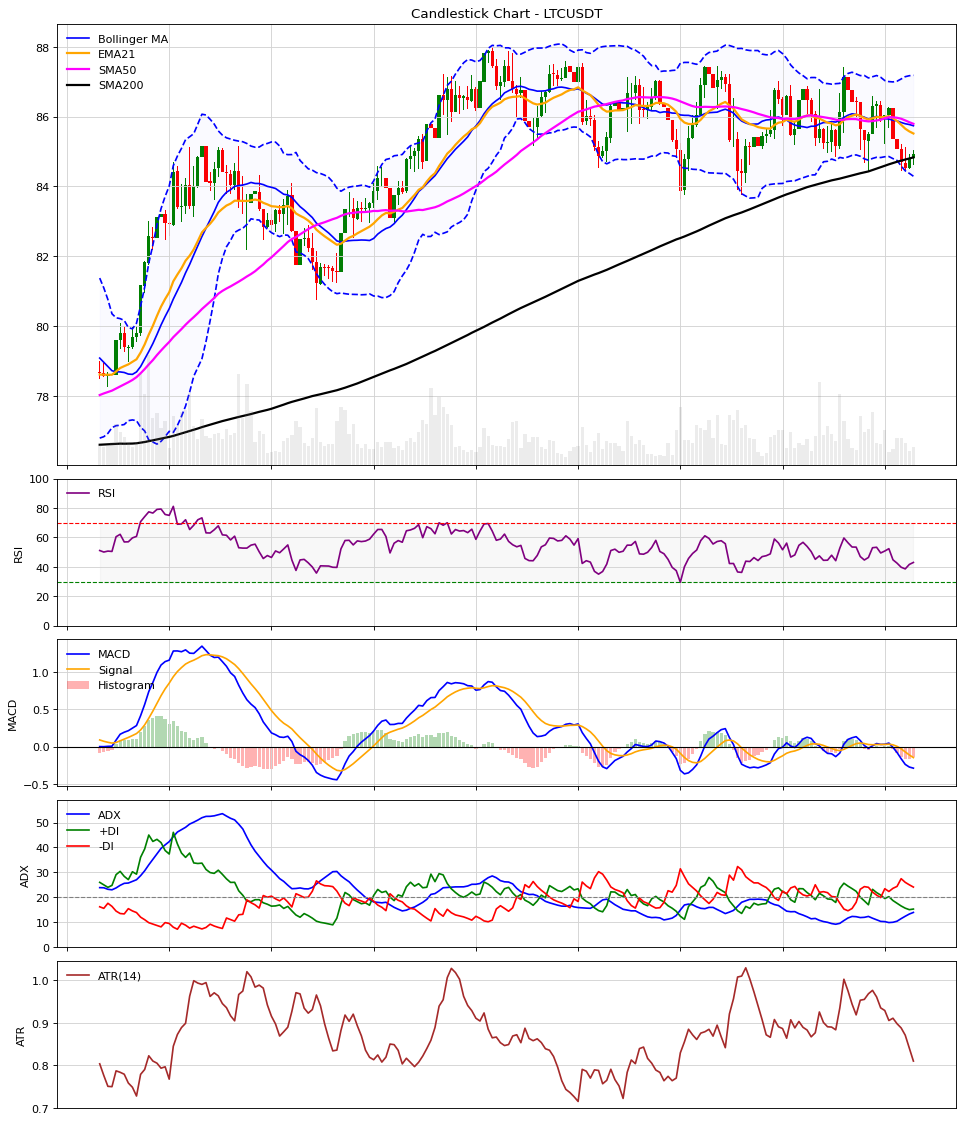 Candlestick Chart - LTCUSDT
Bollinger MA
EMA21
SMA50
SMA200
88
86
84
82
80
78
RSI
100
80
60
40
20
0
RSI
MACD
Signal
Histogram
1.0
0.5
0.0
−0.5
MACD
ADX
+DI
-DI
50
40
30
20
10
0
ADX
ATR(14)
1.0
0.9
0.8
0.7
ATR